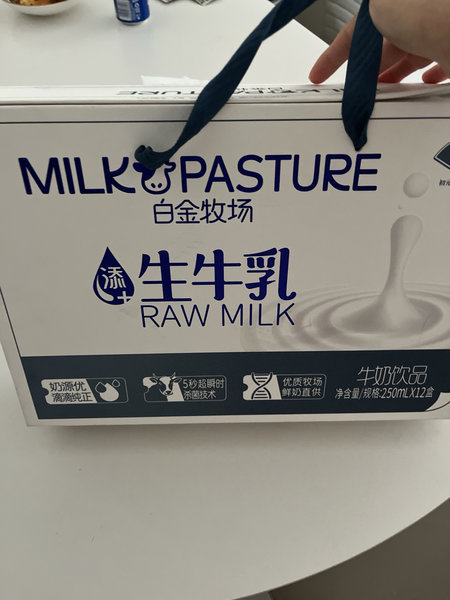 MILK PASTURE
白金牧场
添+
生牛乳
RAW MILK
奶源优
滴滴纯正
5秒超瞬时
杀菌技术
优质牧场
鲜奶直供
牛奶饮品
净含量/规格:250mLX12盒